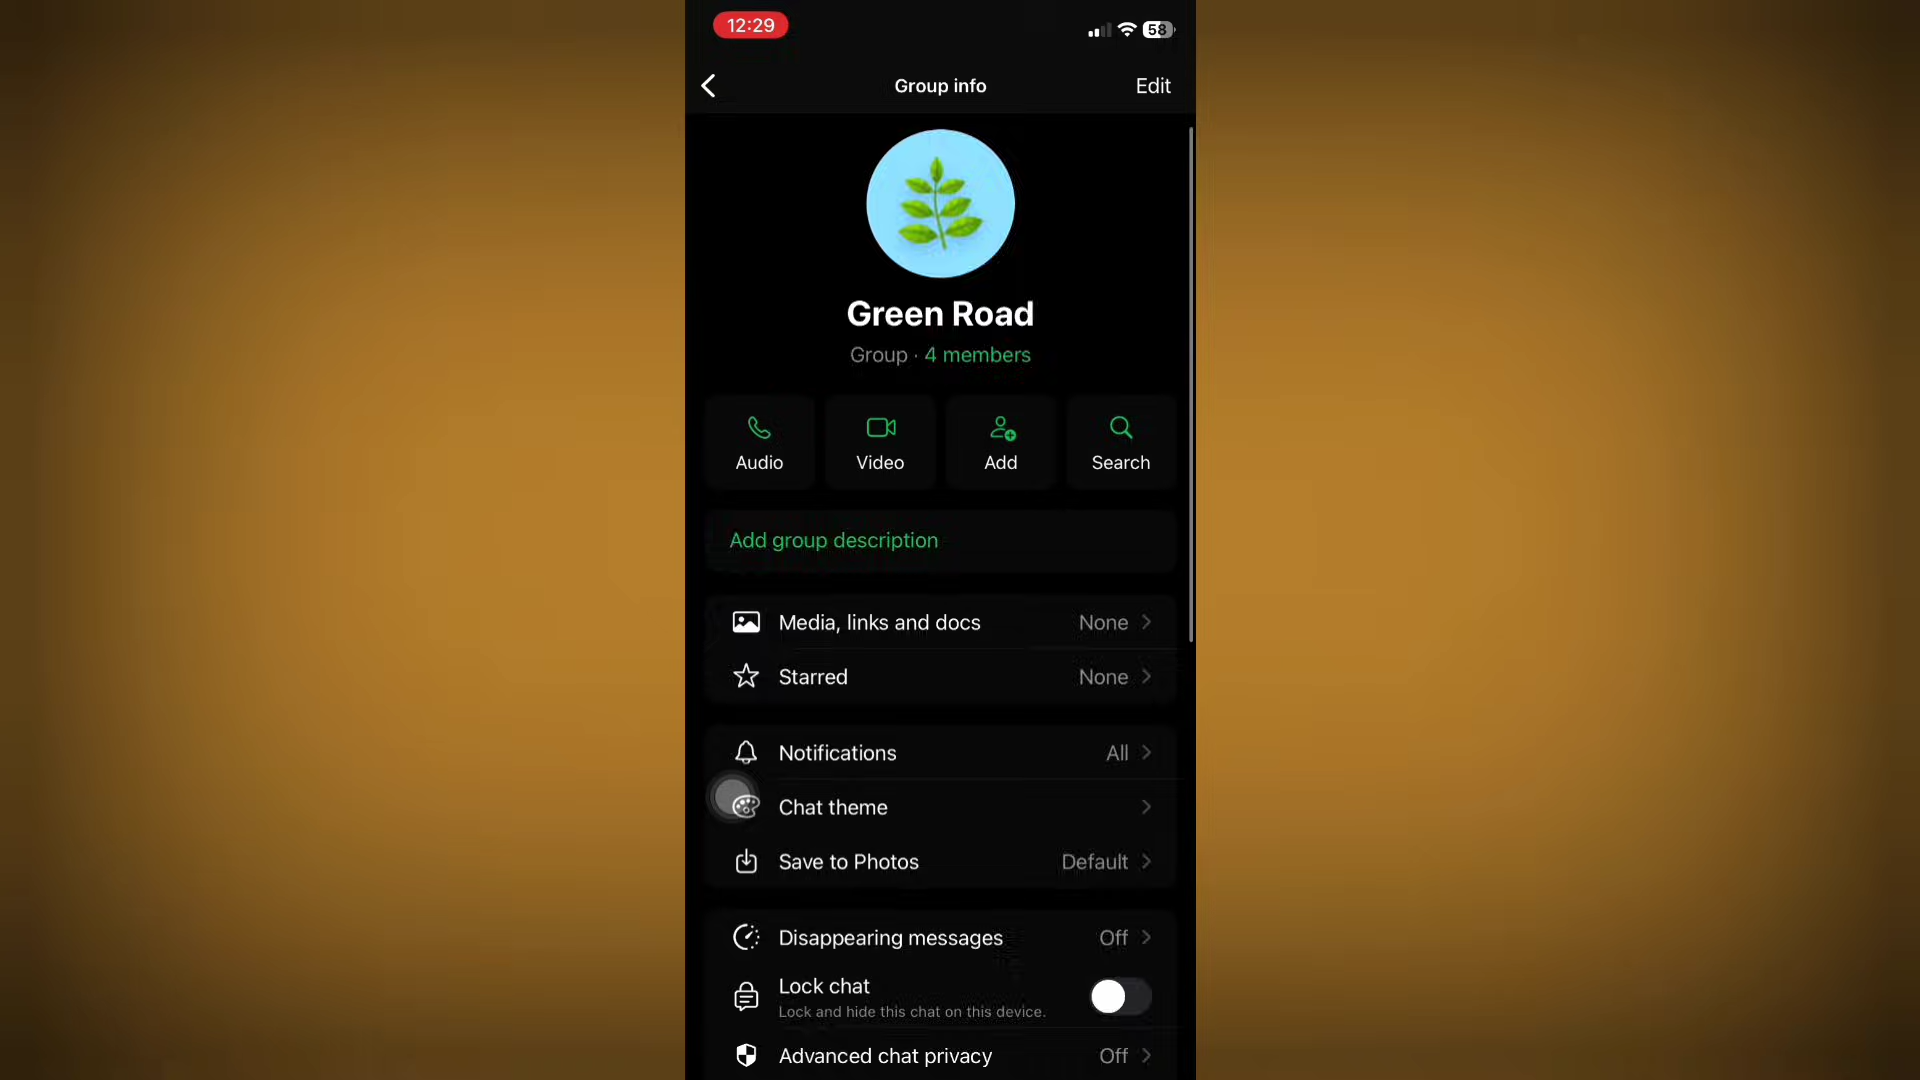 12:29
58
Group info
Edit
Green Road
Group · 4 members
Audio
Video
Add
Search
Add group description
Media, links and docs
None
Starred
None
Notifications
All
Chat theme
Save to Photos
Default
Disappearing messages
Off
Lock chat
Lock and hide this chat on this device.
Advanced chat privacy
Off